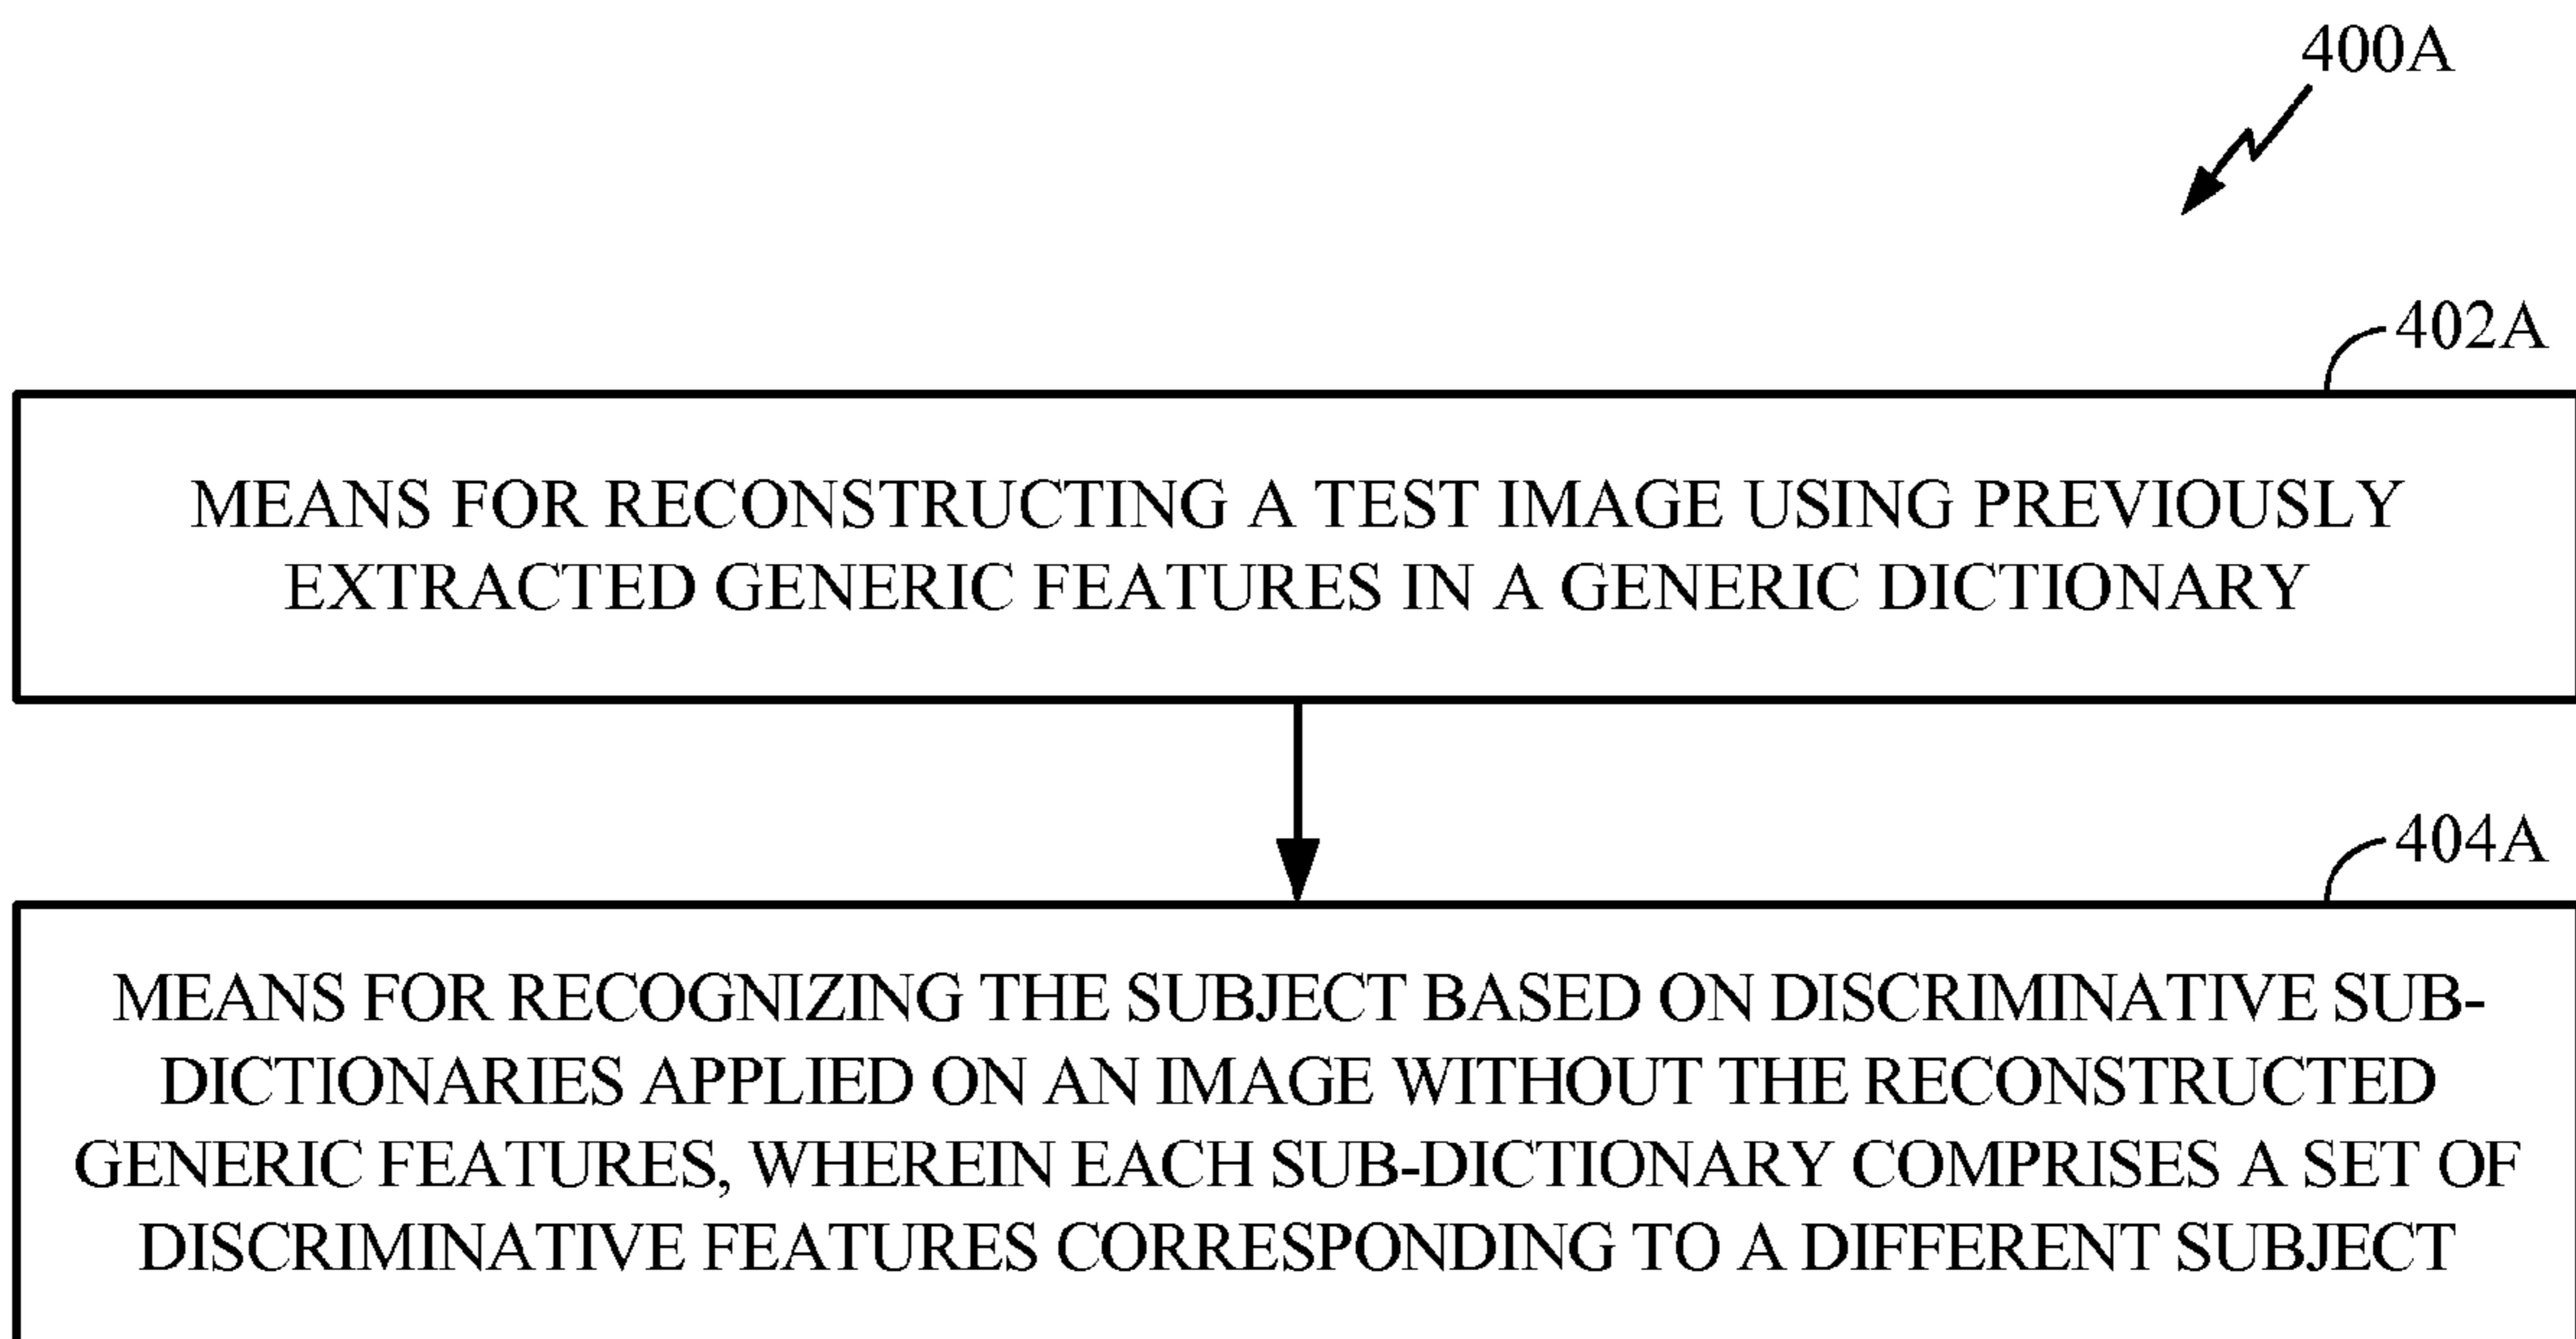 400A
402A
MEANS FOR RECONSTRUCTING A TEST IMAGE USING PREVIOUSLY
EXTRACTED GENERIC FEATURES IN A GENERIC DICTIONARY
404A
MEANS FOR RECOGNIZING THE SUBJECT BASED ON DISCRIMINATIVE SUB-
DICTIONARIES APPLIED ON AN IMAGE WITHOUT THE RECONSTRUCTED
GENERIC FEATURES, WHEREIN EACH SUB-DICTIONARY COMPRISES A SET OF
DISCRIMINATIVE FEATURES CORRESPONDING TO A DIFFERENT SUBJECT